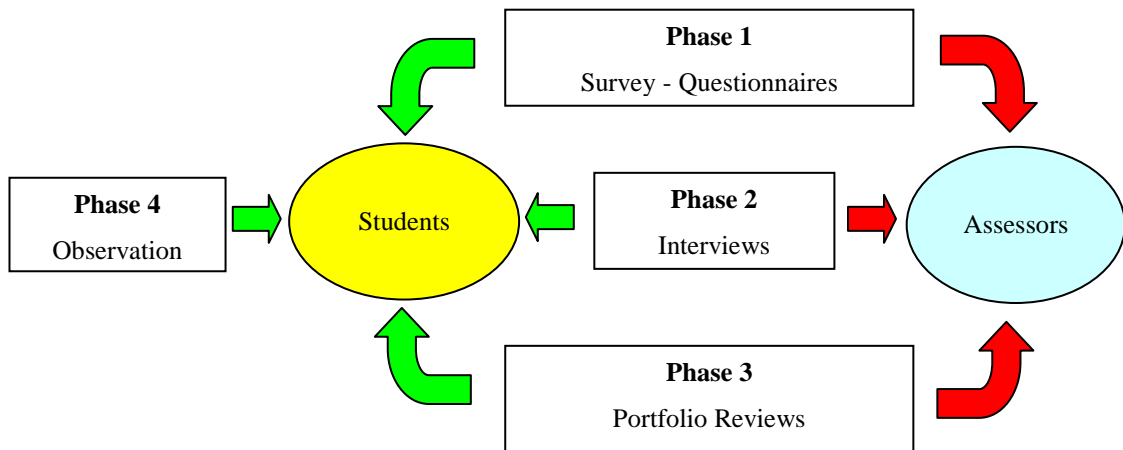 Phase 1
Survey - Questionnaires
Phase 4
Observation
Students
Phase 2
Interviews
Assessors
Phase 3
Portfolio Reviews